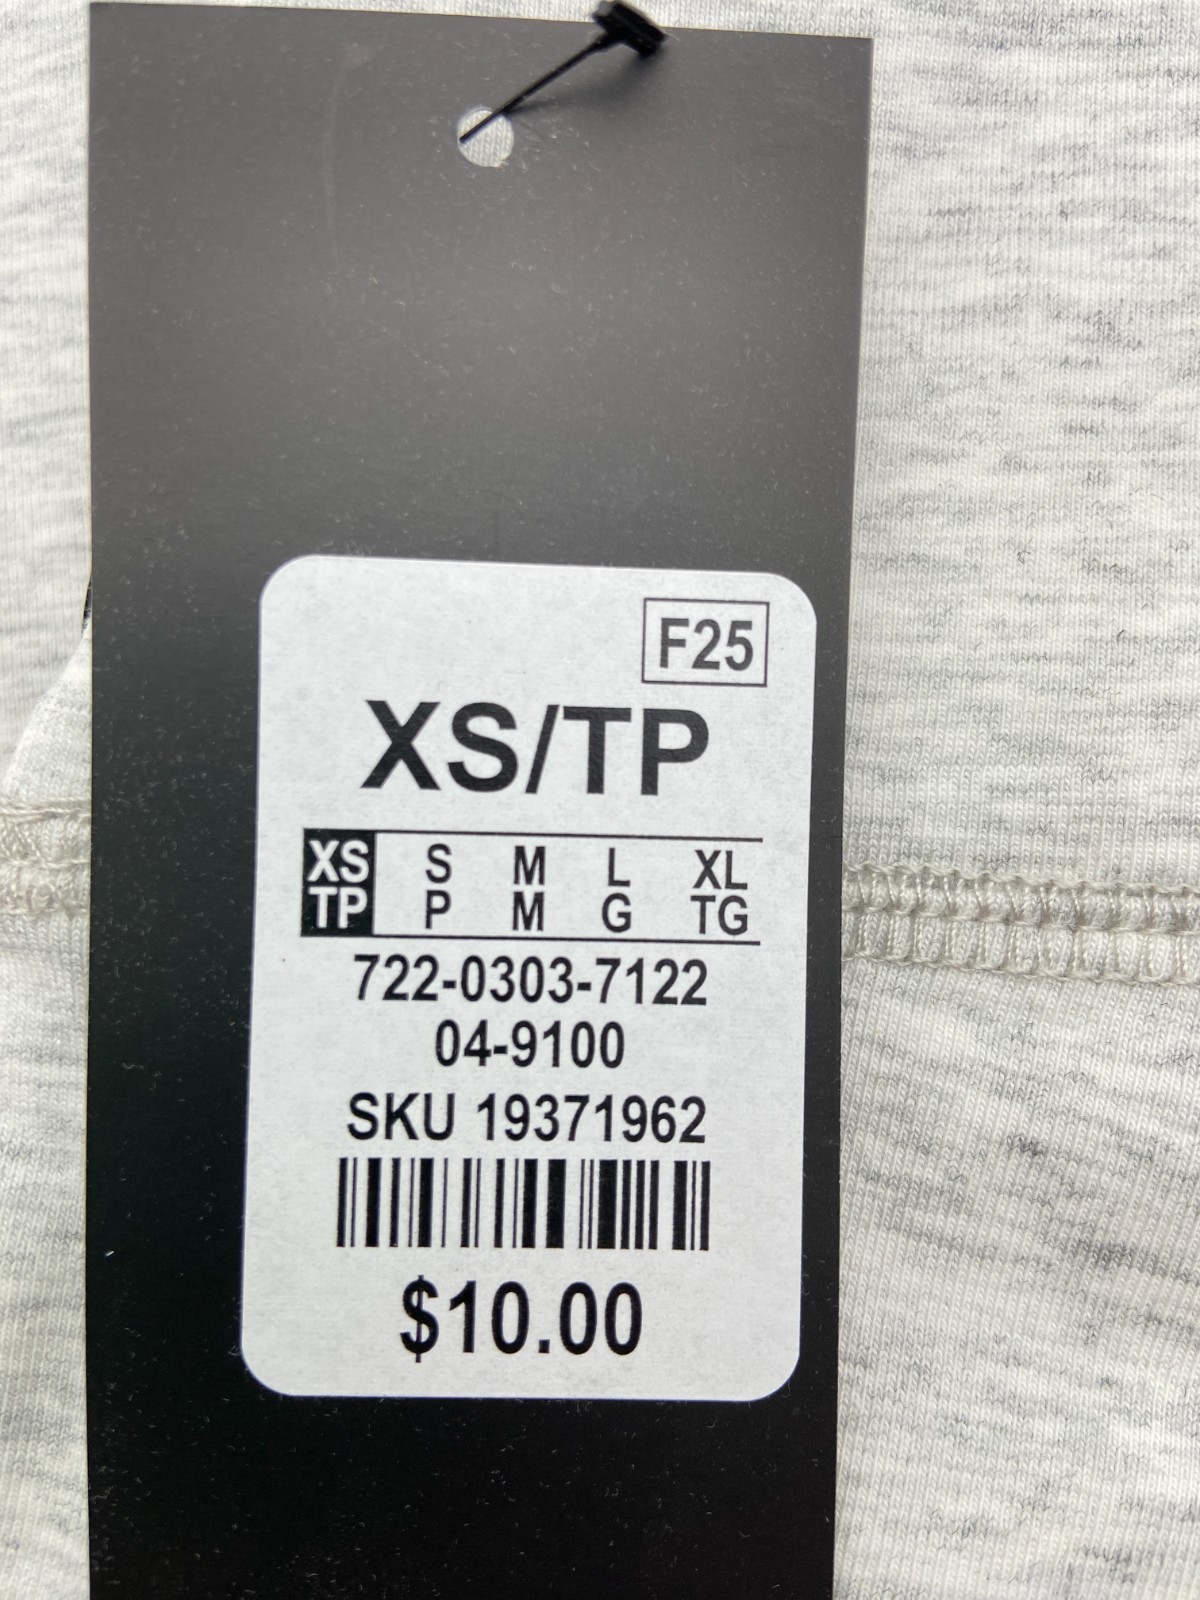 F25
XS/TP
XS S M L XL
TP P M G TG
722-0303-7122
04-9100
SKU 19371962
$10.00